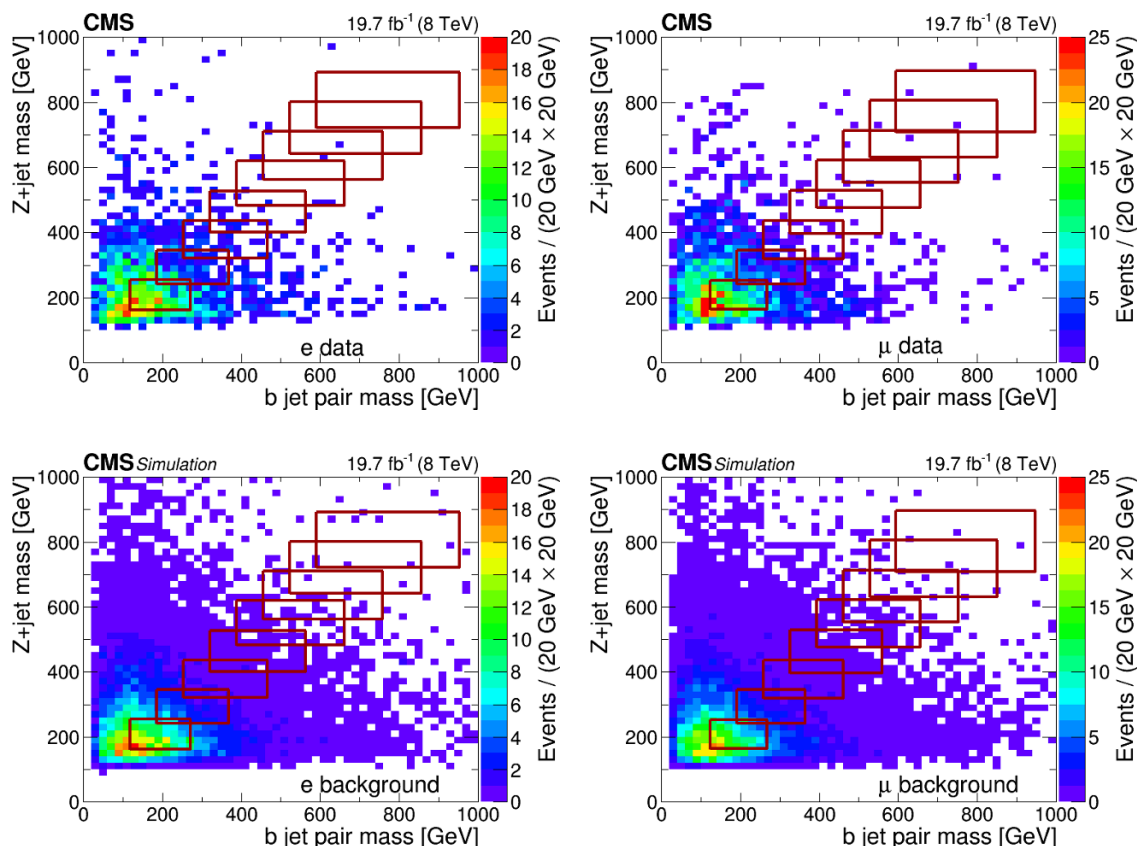 CMS 19.7 fb⁻¹ (8 TeV)
Z+jet mass [GeV]
1000
800
600
400
200
0
0 200 400 600 800 1000
b jet pair mass [GeV]
e data
20
18
16
14
12
10
8
6
4
2
0
Events / (20 GeV × 20 GeV)
CMS 19.7 fb⁻¹ (8 TeV)
Z+jet mass [GeV]
1000
800
600
400
200
0
0 200 400 600 800 1000
b jet pair mass [GeV]
μ data
25
20
15
10
5
0
Events / (20 GeV × 20 GeV)
CMS Simulation 19.7 fb⁻¹ (8 TeV)
Z+jet mass [GeV]
1000
800
600
400
200
0
0 200 400 600 800 1000
b jet pair mass [GeV]
e background
20
18
16
14
12
10
8
6
4
2
0
Events / (20 GeV × 20 GeV)
CMS Simulation 19.7 fb⁻¹ (8 TeV)
Z+jet mass [GeV]
1000
800
600
400
200
0
0 200 400 600 800 1000
b jet pair mass [GeV]
μ background
25
20
15
10
5
0
Events / (20 GeV × 20 GeV)